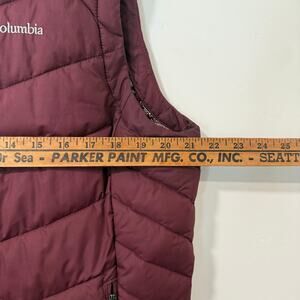 Columbia
14 15 16 17 18 19 20 21 22 23 24 25
or Sea - PARKER PAINT MFG. CO., INC. - SEATT